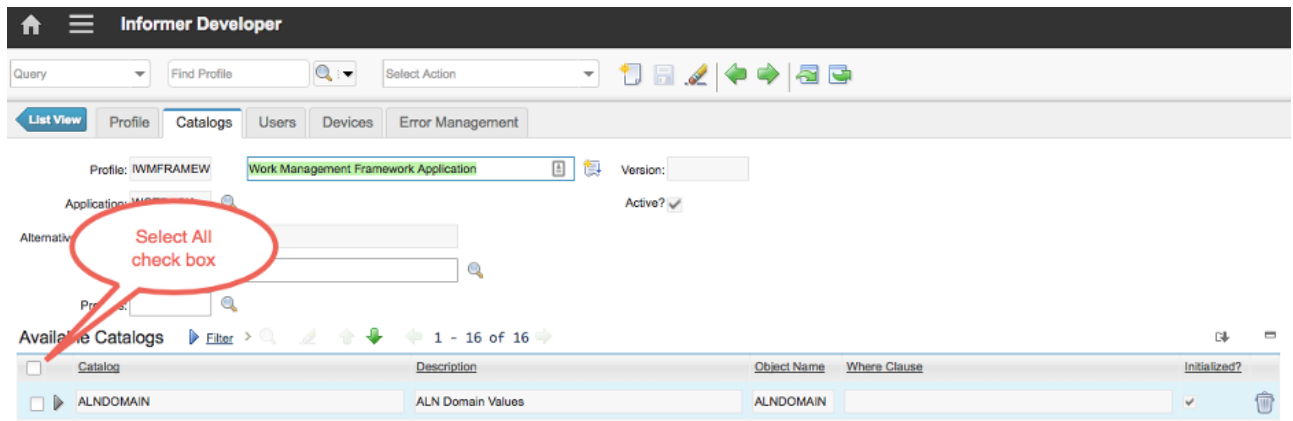 Informer Developer
Query Find Profile Select Action
List View Profile Catalogs Users Devices Error Management
Profile: IWMFRAMEW Work Management Framework Application Version:
Application: Active?
Select All
check box
Available Catalogs Filter > 1 - 16 of 16
Catalog Description Object Name Where Clause Initialized?
ALNDOMAIN ALN Domain Values ALNDOMAIN